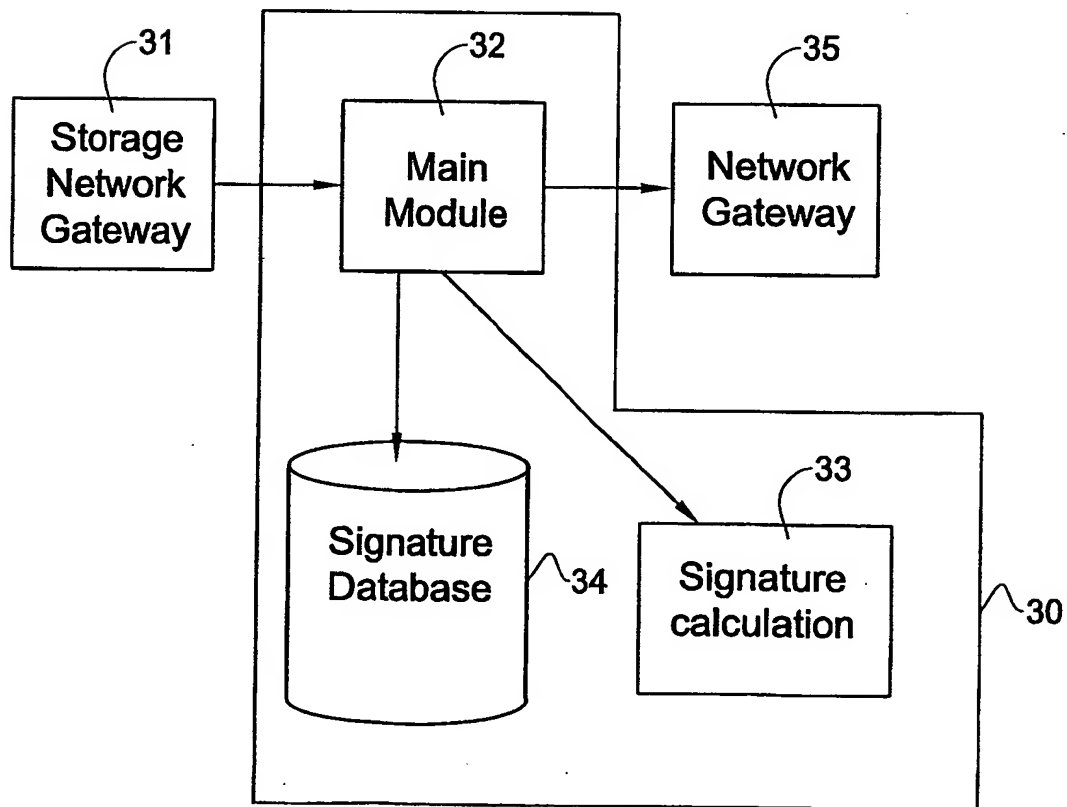 31
32
35
Storage
Network
Gateway
Main
Module
Network
Gateway
33
Signature
Database
34
Signature
calculation
30